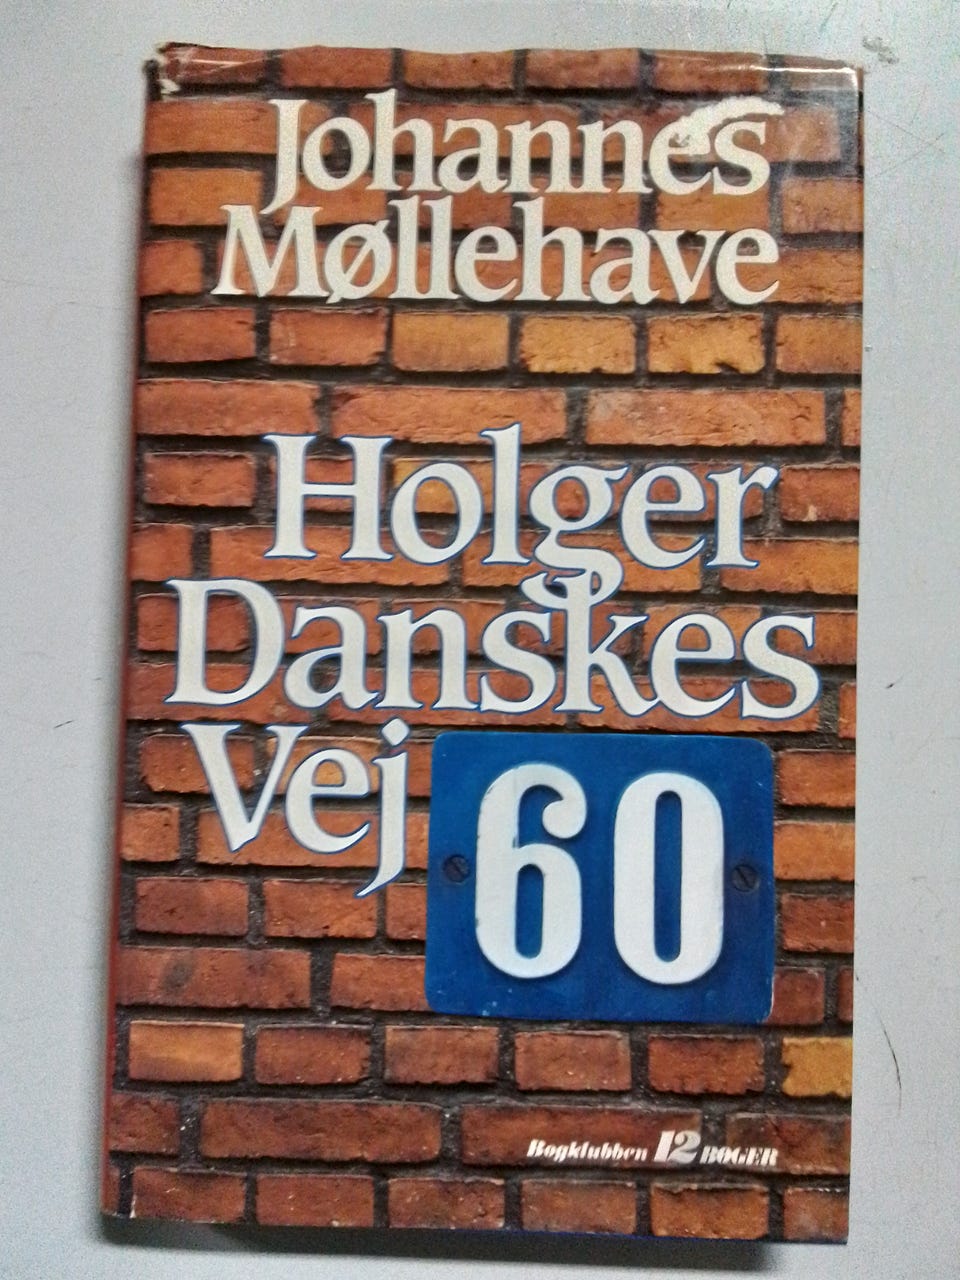 Johannes
Møllehave
Holger
Danskes
Vej
60
Bogklubben 12 BØGER